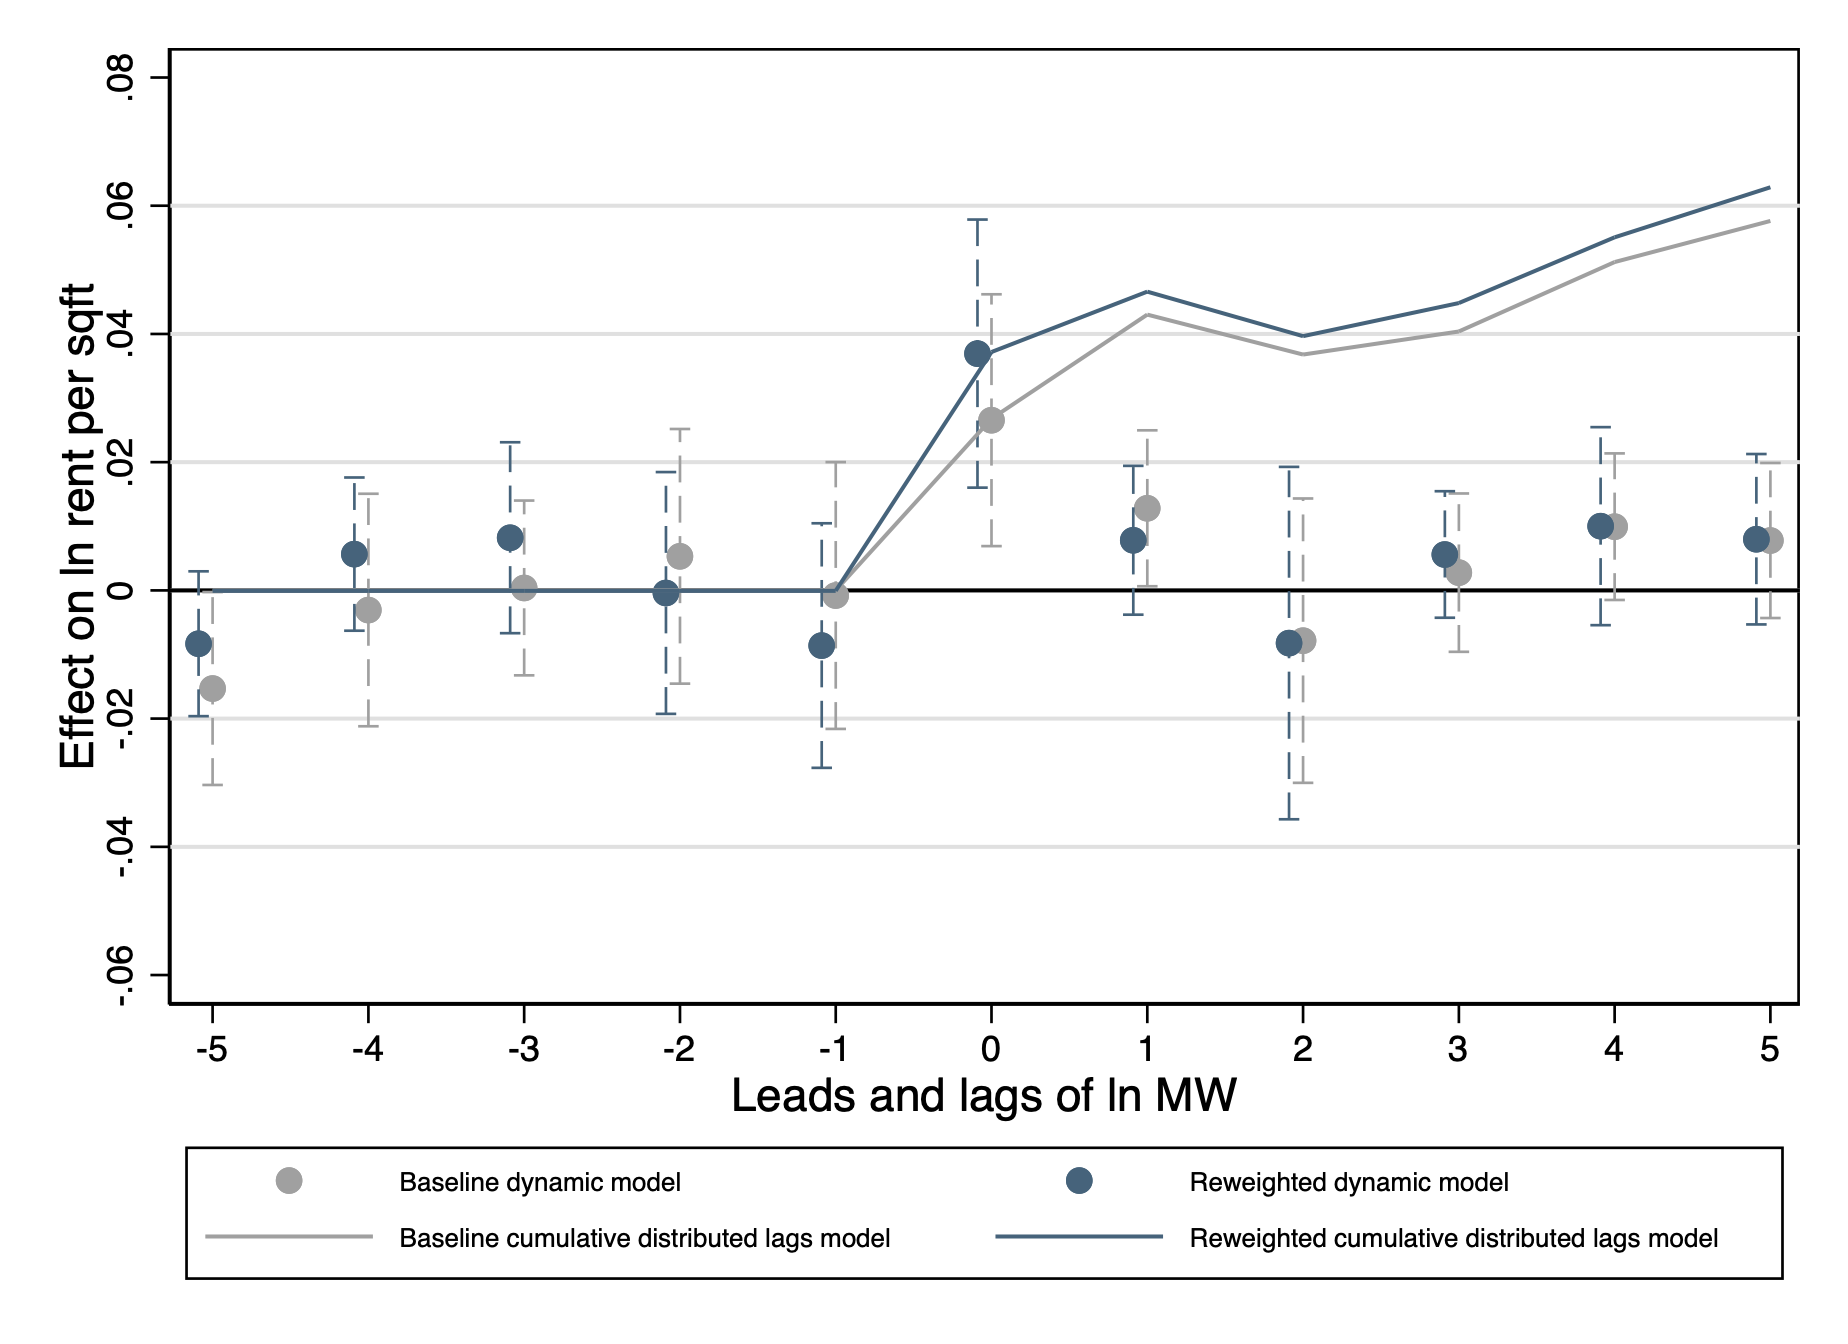 Effect on ln rent per sqft
.08
.06
.04
.02
0
-.02
-.04
-.06
-5 -4 -3 -2 -1 0 1 2 3 4 5
Leads and lags of ln MW
Baseline dynamic model Reweighted dynamic model
Baseline cumulative distributed lags model Reweighted cumulative distributed lags model